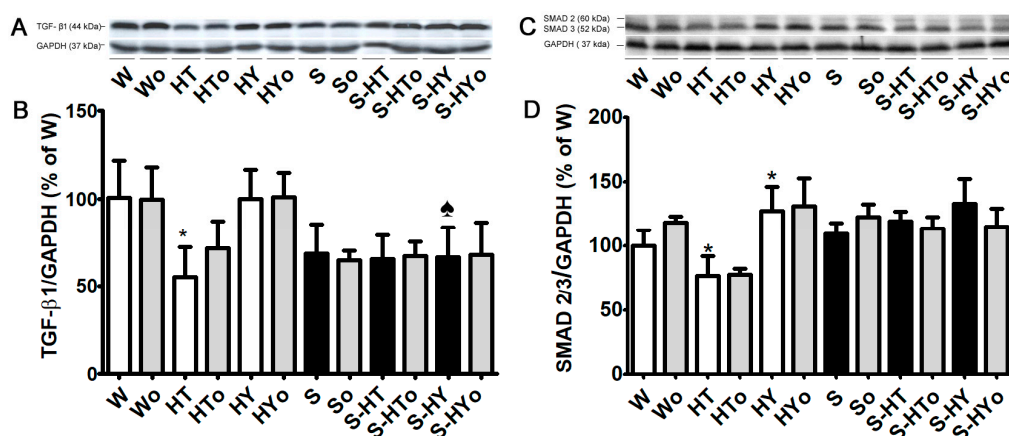 A
TGF- β1 (44 kDa)
GAPDH (37 kDa)
W Wo HT HTo HY HYo S So S-HT S-HTo S-HY S-HYo
B
TGF-β1/GAPDH (% of W)
150
100
50
0
*
♠
W Wo HT HTo HY HYo S So S-HT S-HTo S-HY S-HYo
C
SMAD 2 (60 kDa)
SMAD 3 (52 kDa)
GAPDH (37 kda)
W Wo HT HTo HY HYo S So S-HT S-HTo S-HY S-HYo
D
SMAD 2/3/GAPDH (% of W)
200
150
100
50
0
*
*
W Wo HT HTo HY HYo S So S-HT S-HTo S-HY S-HYo